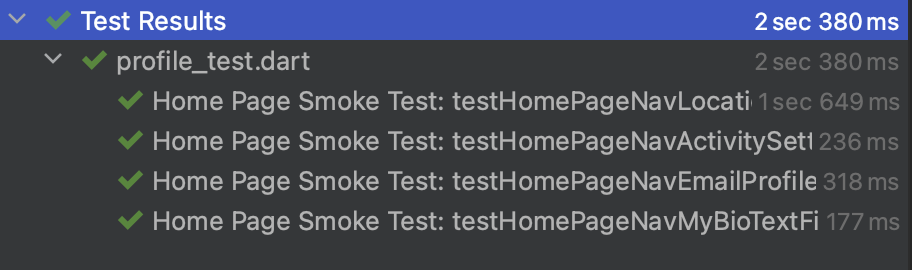 Test Results 2 sec 380 ms
profile_test.dart 2 sec 380 ms
Home Page Smoke Test: testHomePageNavLocati 1 sec 649 ms
Home Page Smoke Test: testHomePageNavActivitySett 236 ms
Home Page Smoke Test: testHomePageNavEmailProfile 318 ms
Home Page Smoke Test: testHomePageNavMyBioTextFi 177 ms